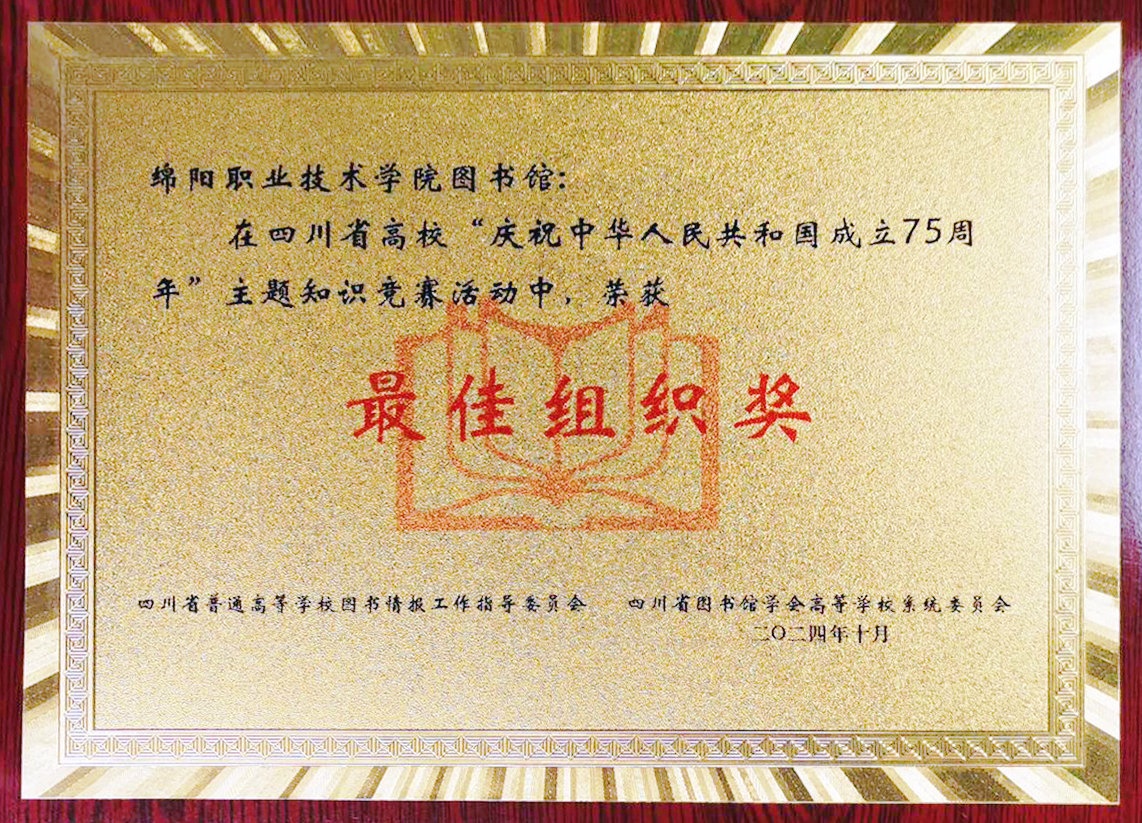 绵阳职业技术学院图书馆:
在四川省高校“庆祝中华人民共和国成立75周
年”主题知识竞赛活动中,荣获
最佳组织奖
四川省普通高等学校图书情报工作指导委员会 四川省图书馆学会高等学校系统委员会
二〇二四年十月